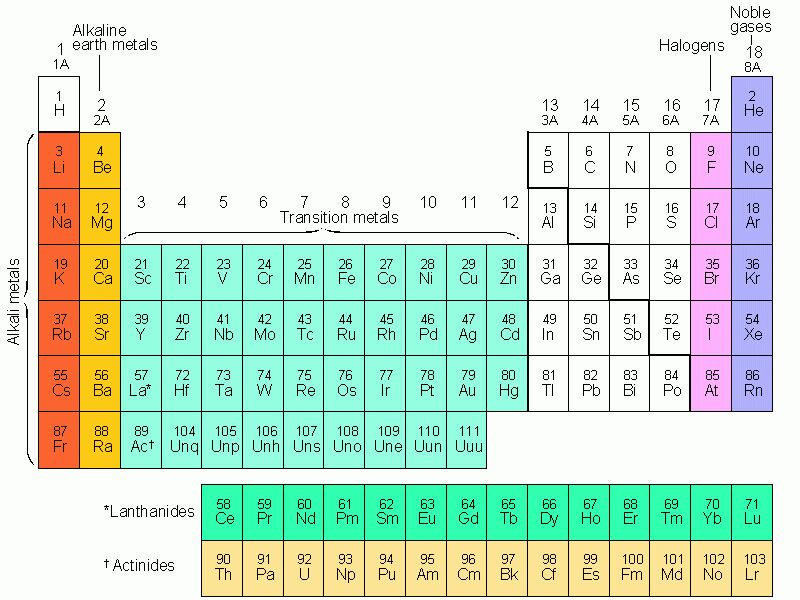 Noble
gases
Alkaline
earth metals
Halogens
1
1A
18
8A
1
H
2
2A
13 14 15 16 17
3A 4A 5A 6A 7A
2
He
3 4 5 6 7 8 9 10
Li Be B C N O F Ne
11 12 3 4 5 6 7 8 9 10 11 12 13 14 15 16 17 18
Na Mg Transition metals Al Si P S Cl Ar
Alkali metals
19 20 21 22 23 24 25 26 27 28 29 30 31 32 33 34 35 36
K Ca Sc Ti V Cr Mn Fe Co Ni Cu Zn Ga Ge As Se Br Kr
37 38 39 40 41 42 43 44 45 46 47 48 49 50 51 52 53 54
Rb Sr Y Zr Nb Mo Tc Ru Rh Pd Ag Cd In Sn Sb Te I Xe
55 56 57 72 73 74 75 76 77 78 79 80 81 82 83 84 85 86
Cs Ba La* Hf Ta W Re Os Ir Pt Au Hg Tl Pb Bi Po At Rn
87 88 89 104 105 106 107 108 109 110 111
Fr Ra Ac† Unq Unp Unh Uns Uno Une Uun Uuu
58 59 60 61 62 63 64 65 66 67 68 69 70 71
*Lanthanides Ce Pr Nd Pm Sm Eu Gd Tb Dy Ho Er Tm Yb Lu
90 91 92 93 94 95 96 97 98 99 100 101 102 103
† Actinides Th Pa U Np Pu Am Cm Bk Cf Es Fm Md No Lr